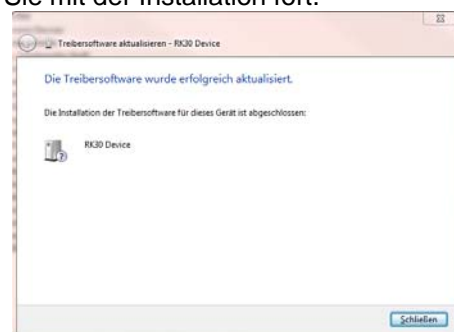 Sie mit der Installation fort.
Treibersoftware aktualisieren - RK30 Device
Die Treibersoftware wurde erfolgreich aktualisiert.
Die Installation der Treibersoftware für dieses Gerät ist abgeschlossen:
RK30 Device
Schließen